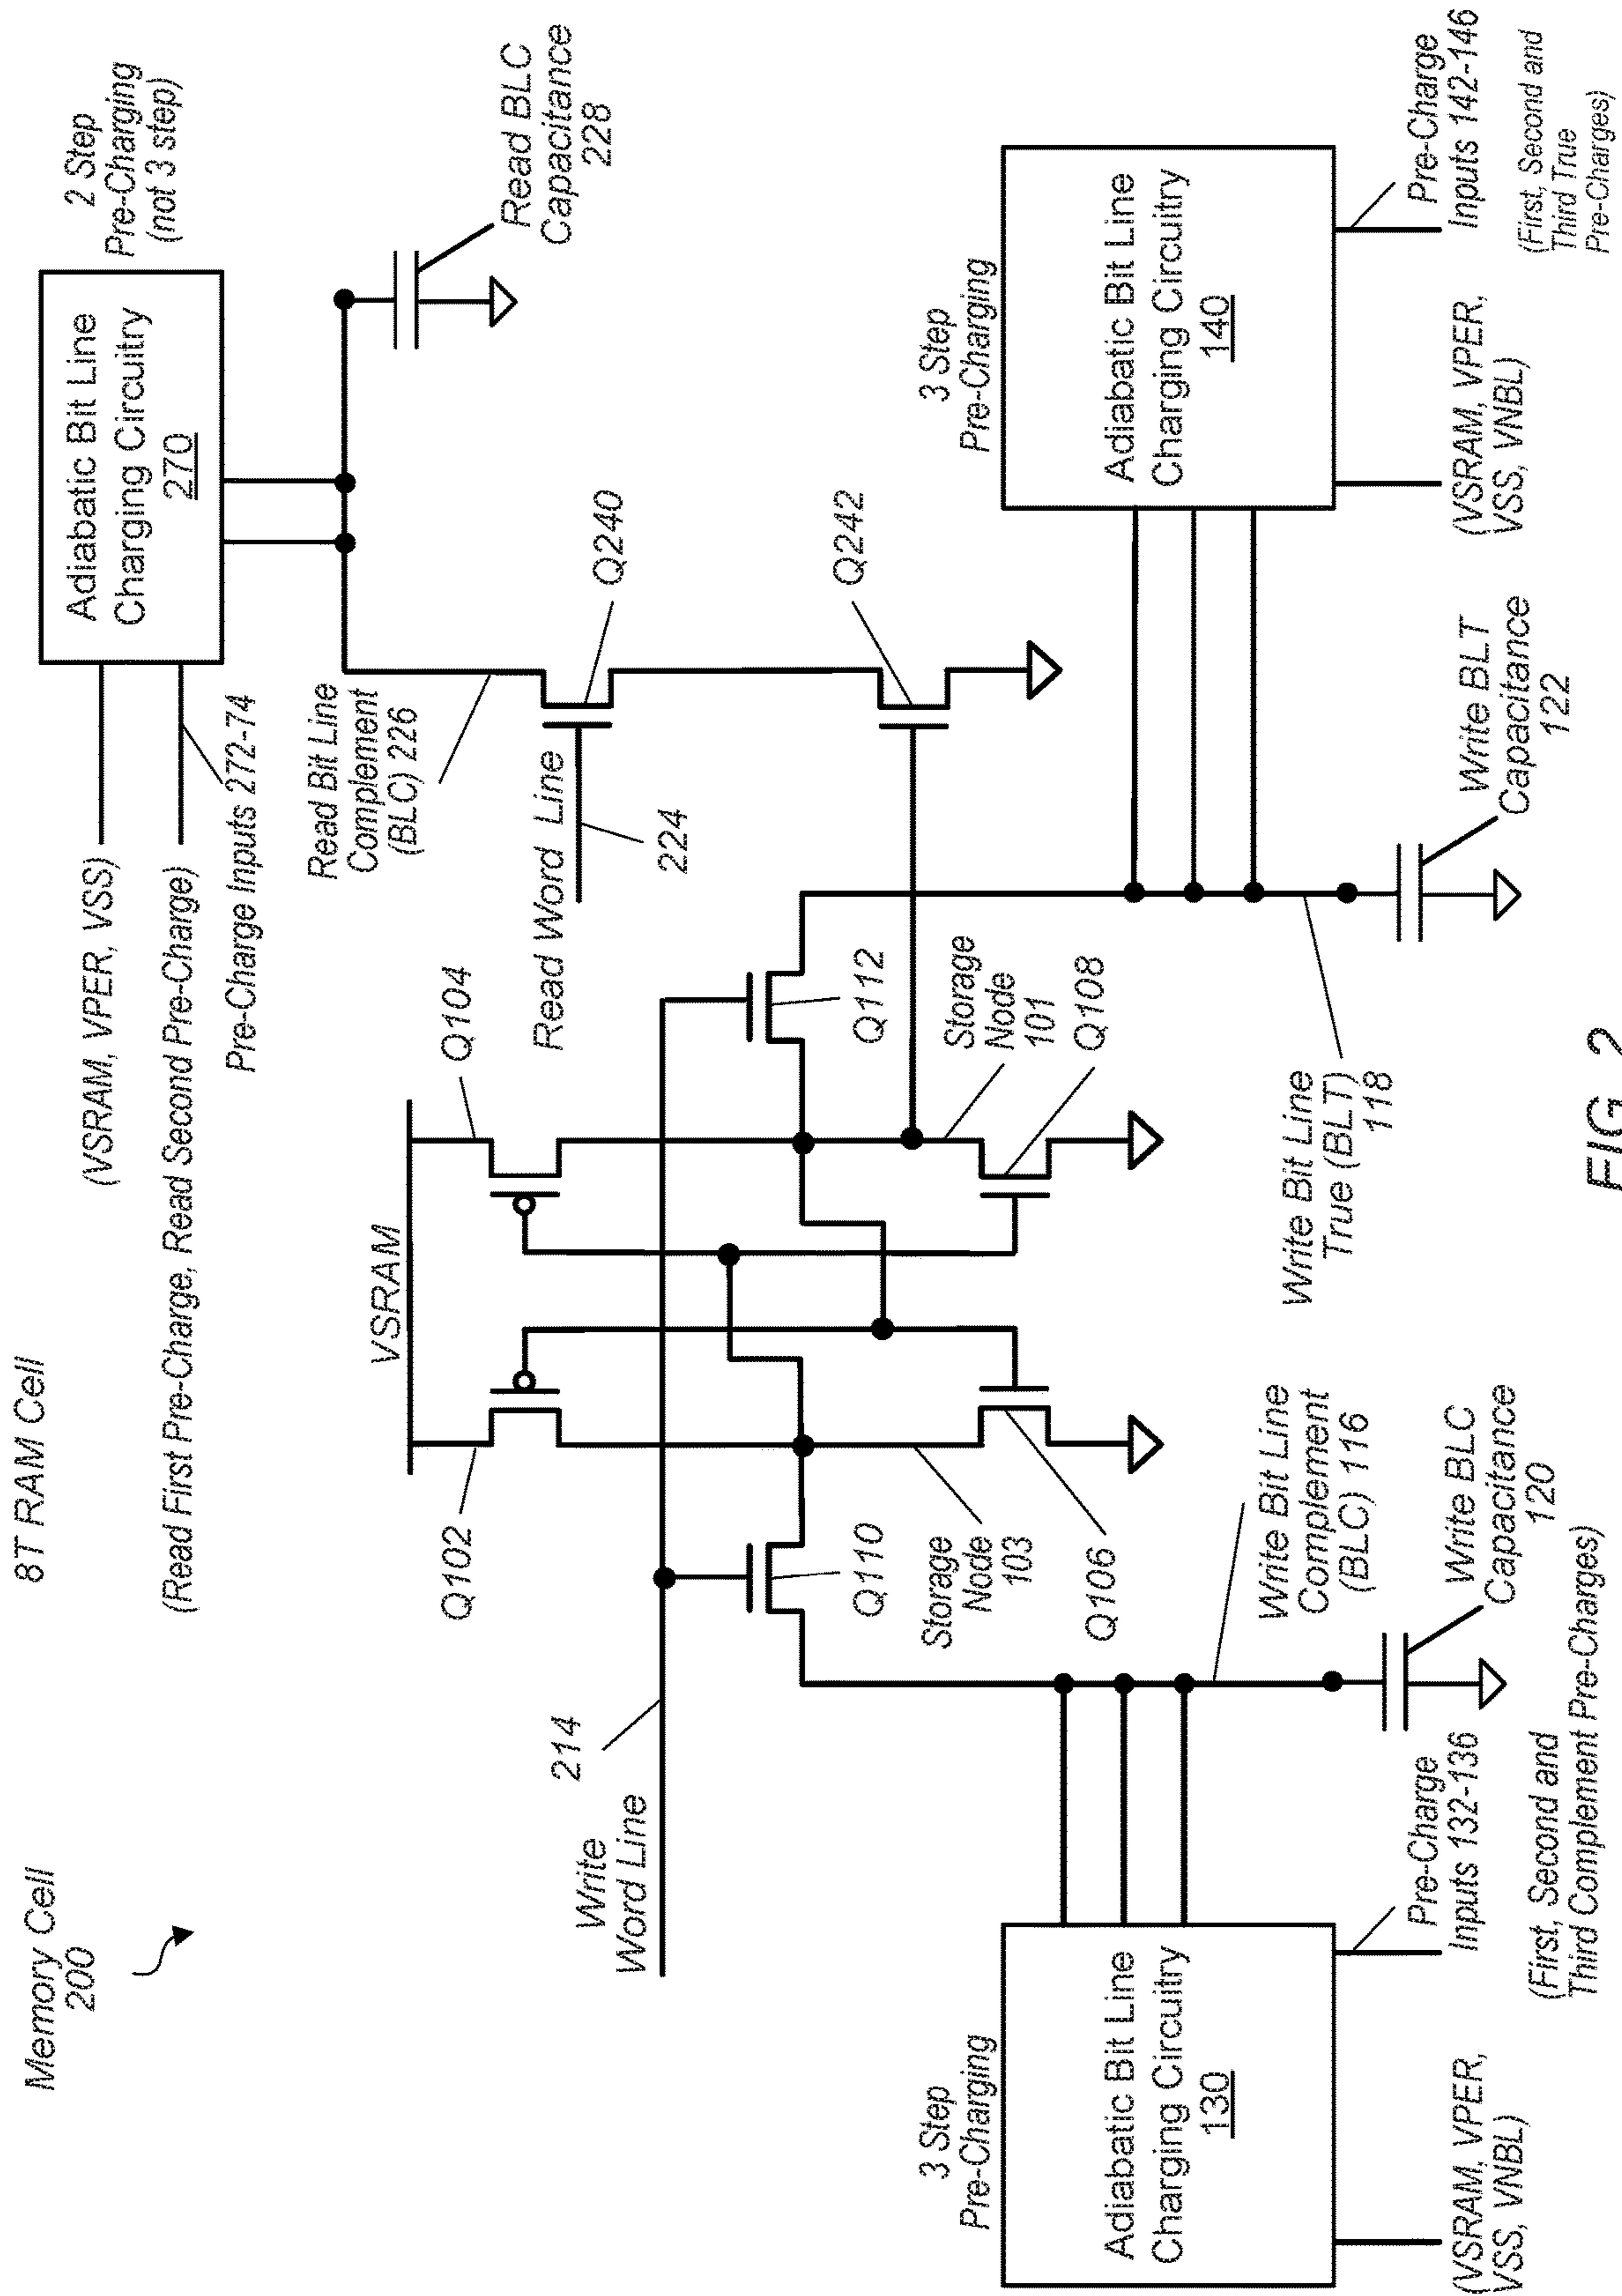 8T RAM Cell
Memory Cell
200
(VSRAM, VPER, VSS)
(Read First Pre-Charge, Read Second Pre-Charge)
Pre-Charge Inputs 272-74
Adiabatic Bit Line
Charging Circuitry
270
2 Step
Pre-Charging
(not 3 step)
Read BLC
Capacitance
228
Read Bit Line
Complement
(BLC) 226
Q240
Read Word Line
224
Q242
VSRAM
Q102
Q104
Write
Word Line
214
Q110
Q112
Storage
Node
103
Q106
Storage
Node
101
Q108
3 Step
Pre-Charging
Adiabatic Bit Line
Charging Circuitry
130
(VSRAM, VPER,
VSS, VNBL)
Pre-Charge
Inputs 132-136
(First, Second and
Third Complement Pre-Charges)
Write Bit Line
Complement
(BLC) 116
Write BLC
Capacitance
120
Write Bit Line
True (BLT)
118
Write BLT
Capacitance
122
3 Step
Pre-Charging
Adiabatic Bit Line
Charging Circuitry
140
(VSRAM, VPER,
VSS, VNBL)
Pre-Charge
Inputs 142-146
(First, Second and
Third True
Pre-Charges)
FIG. 2